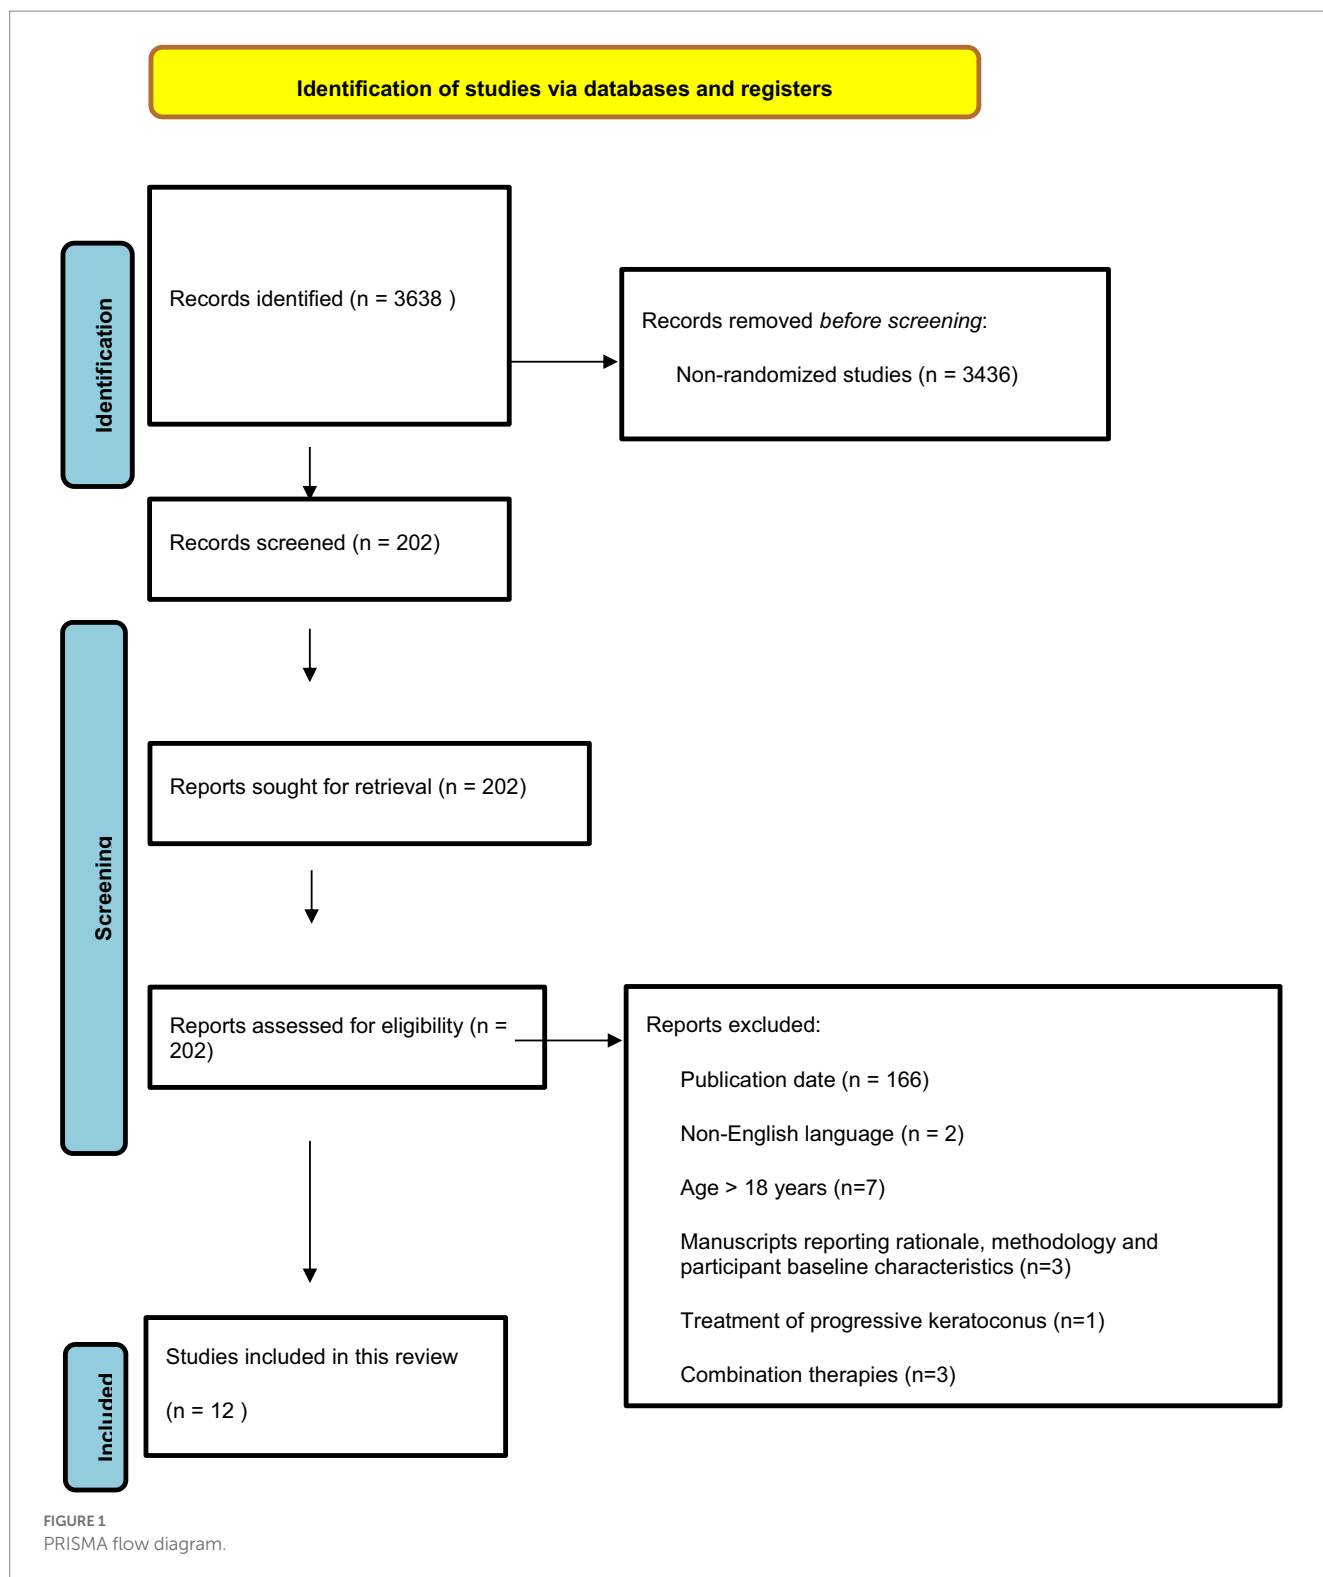 Identification of studies via databases and registers
Identification
Records identified (n = 3638 )
Records removed before screening:
Non-randomized studies (n = 3436)
Records screened (n = 202)
Screening
Reports sought for retrieval (n = 202)
Reports assessed for eligibility (n =
202)
Reports excluded:
Publication date (n = 166)
Non-English language (n = 2)
Age > 18 years (n=7)
Manuscripts reporting rationale, methodology and
participant baseline characteristics (n=3)
Treatment of progressive keratoconus (n=1)
Combination therapies (n=3)
Included
Studies included in this review
(n = 12 )
FIGURE 1
PRISMA flow diagram.